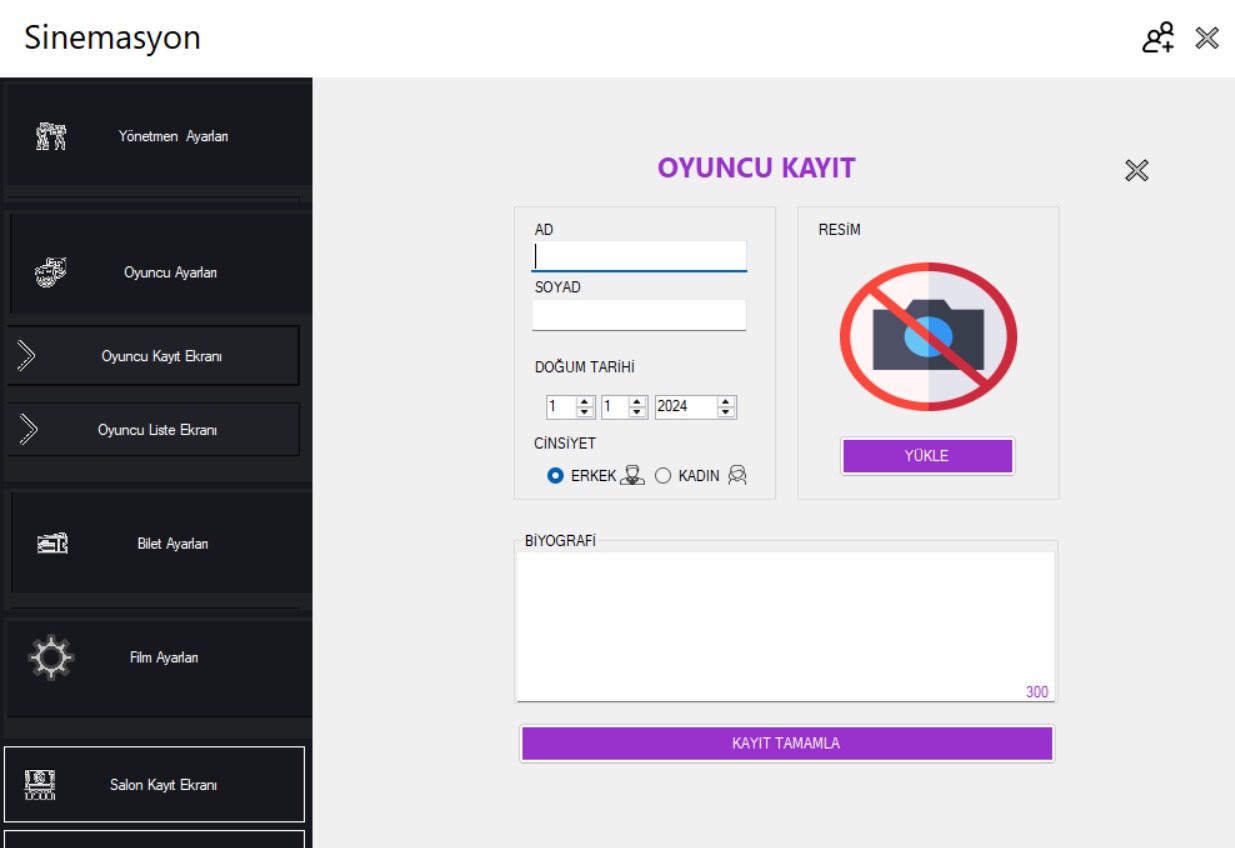 Sinemasyon
Yönetmen Ayarları
Oyuncu Ayarları
Oyuncu Kayıt Ekranı
Oyuncu Liste Ekranı
Bilet Ayarları
Film Ayarları
Salon Kayıt Ekranı
OYUNCU KAYIT
AD
SOYAD
DOĞUM TARİHİ
1 1 2024
CİNSİYET
ERKEK KADIN
RESİM
YÜKLE
BİYOGRAFİ
300
KAYIT TAMAMLA